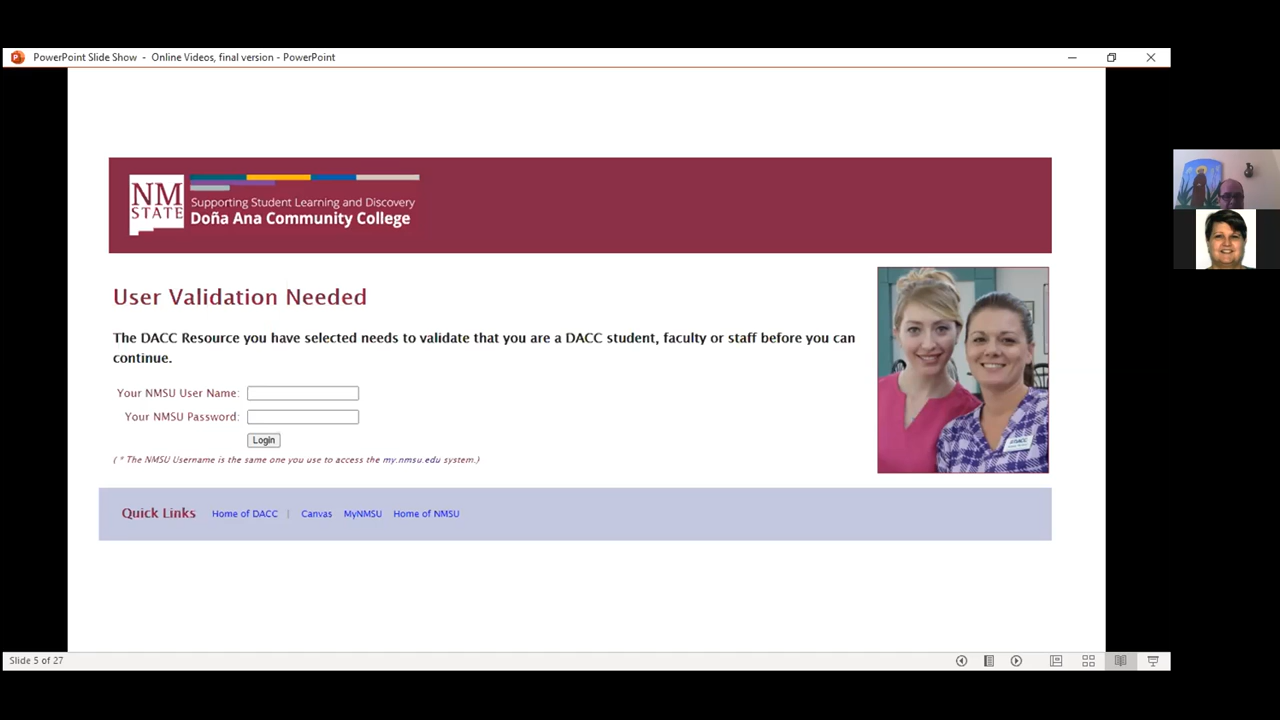 PowerPoint Slide Show - Online Videos, final version - PowerPoint
NM
STATE
Supporting Student Learning and Discovery
Doña Ana Community College
User Validation Needed
The DACC Resource you have selected needs to validate that you are a DACC student, faculty or staff before you can
continue.
Your NMSU User Name:
Your NMSU Password:
Login
( * The NMSU Username is the same one you use to access the my.nmsu.edu system.)
Quick Links Home of DACC | Canvas MyNMSU Home of NMSU
Slide 5 of 27